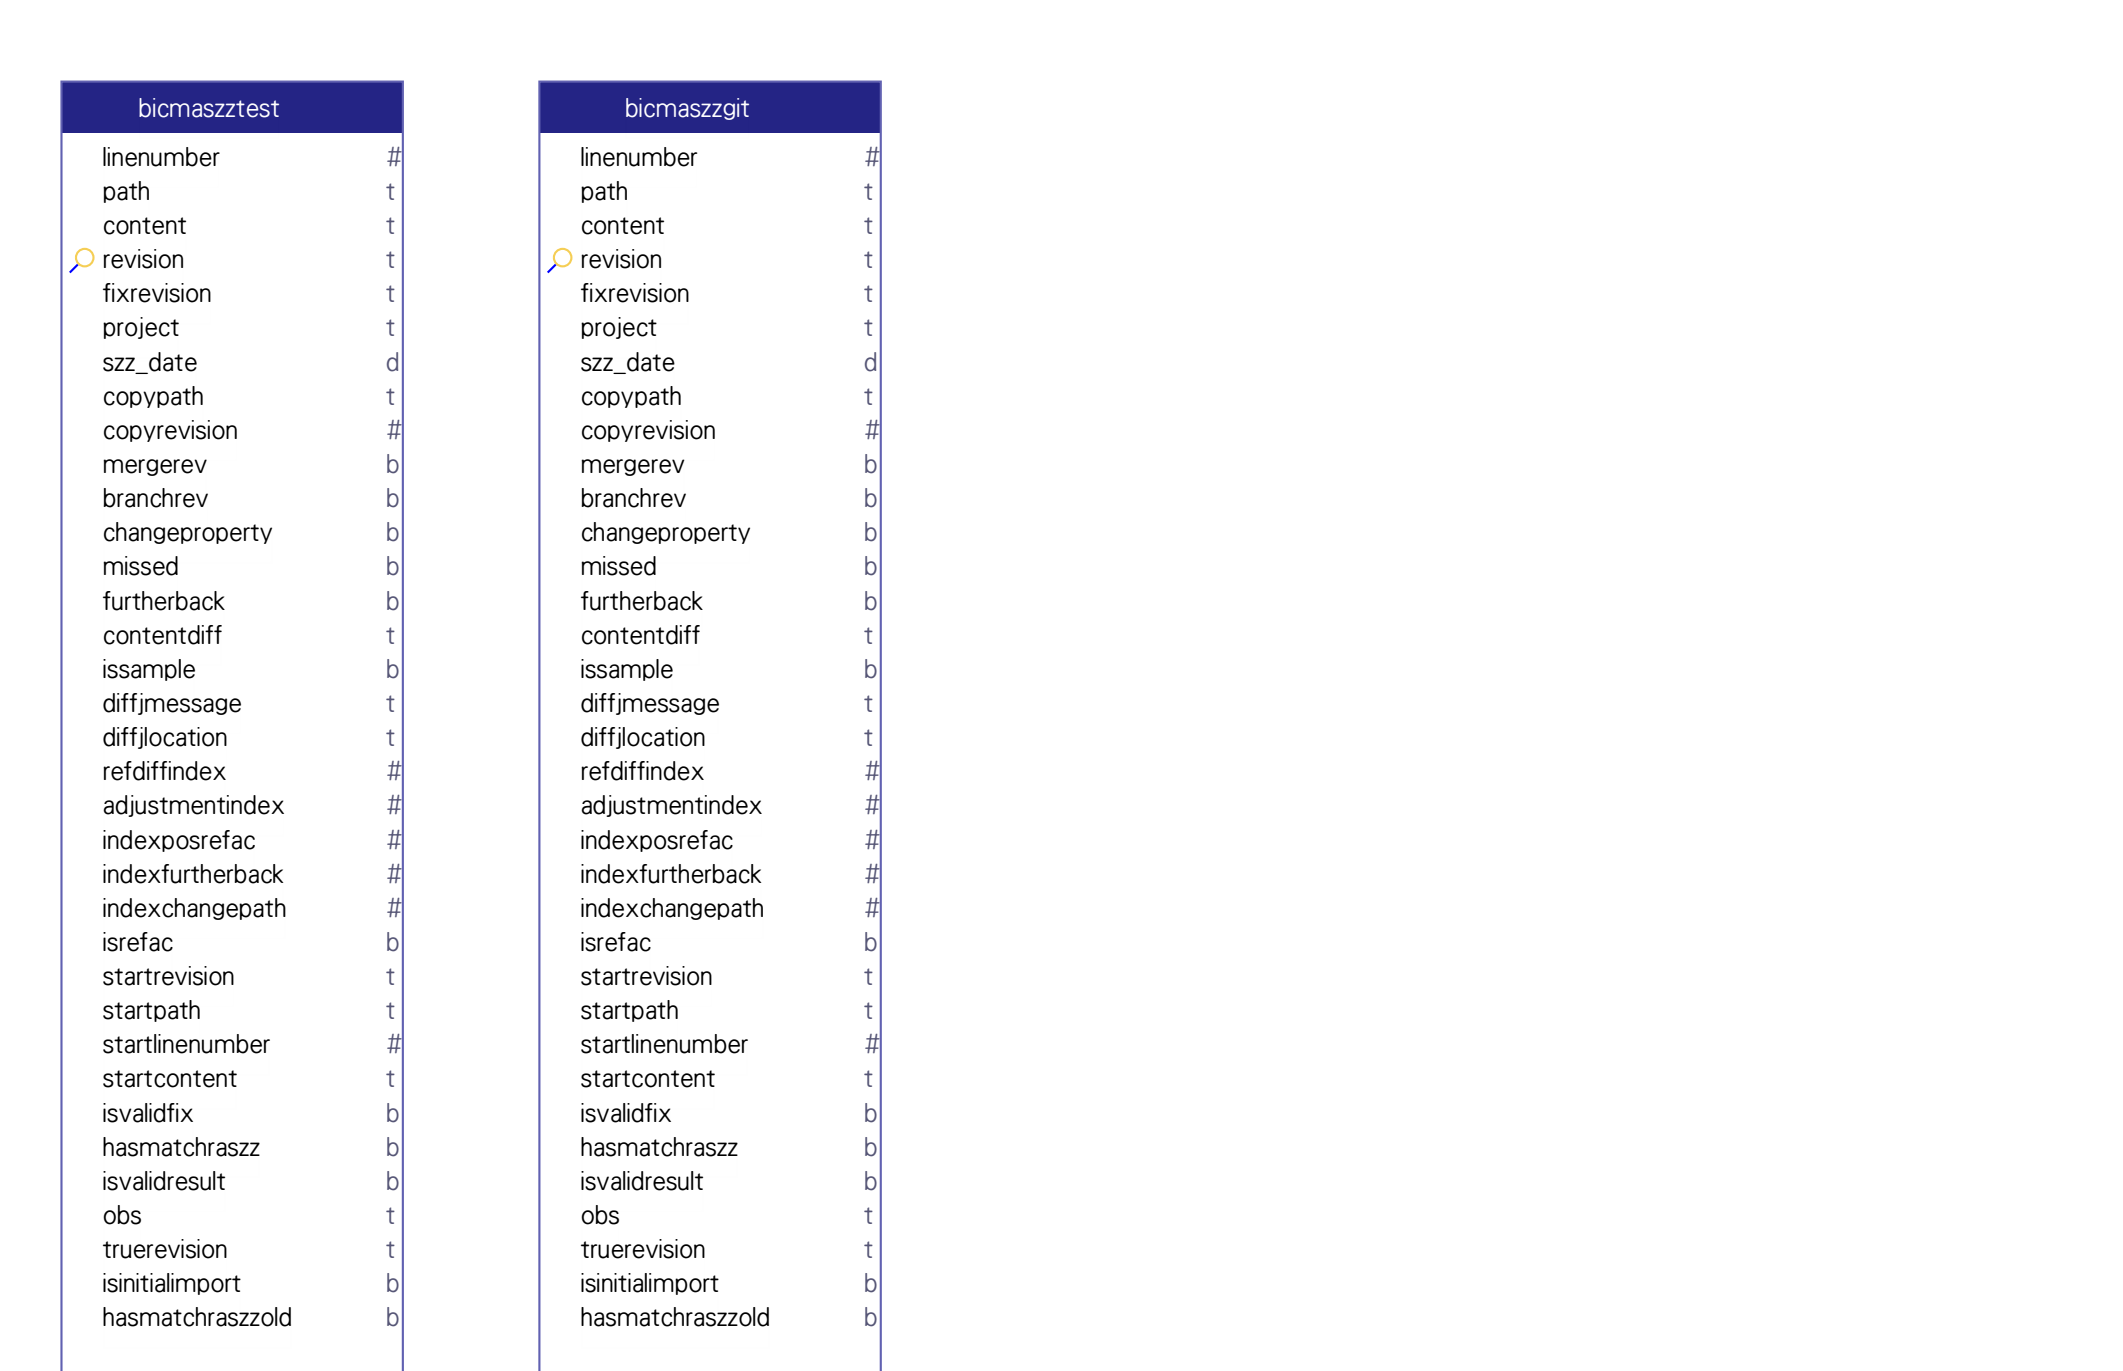 bicmaszztest
linenumber #
path t
content t
revision t
fixrevision t
project t
szz_date d
copypath t
copyrevision #
mergerev b
branchrev b
changeproperty b
missed b
furtherback b
contentdiff t
issample b
diffjmessage t
diffjlocation t
refdiffindex #
adjustmentindex #
indexposrefac #
indexfurtherback #
indexchangepath #
isrefac b
startrevision t
startpath t
startlinenumber #
startcontent t
isvalidfix b
hasmatchraszz b
isvalidresult b
obs t
truerevision t
isinitialimport b
hasmatchraszzold b
bicmaszzgit
linenumber #
path t
content t
revision t
fixrevision t
project t
szz_date d
copypath t
copyrevision #
mergerev b
branchrev b
changeproperty b
missed b
furtherback b
contentdiff t
issample b
diffjmessage t
diffjlocation t
refdiffindex #
adjustmentindex #
indexposrefac #
indexfurtherback #
indexchangepath #
isrefac b
startrevision t
startpath t
startlinenumber #
startcontent t
isvalidfix b
hasmatchraszz b
isvalidresult b
obs t
truerevision t
isinitialimport b
hasmatchraszzold b